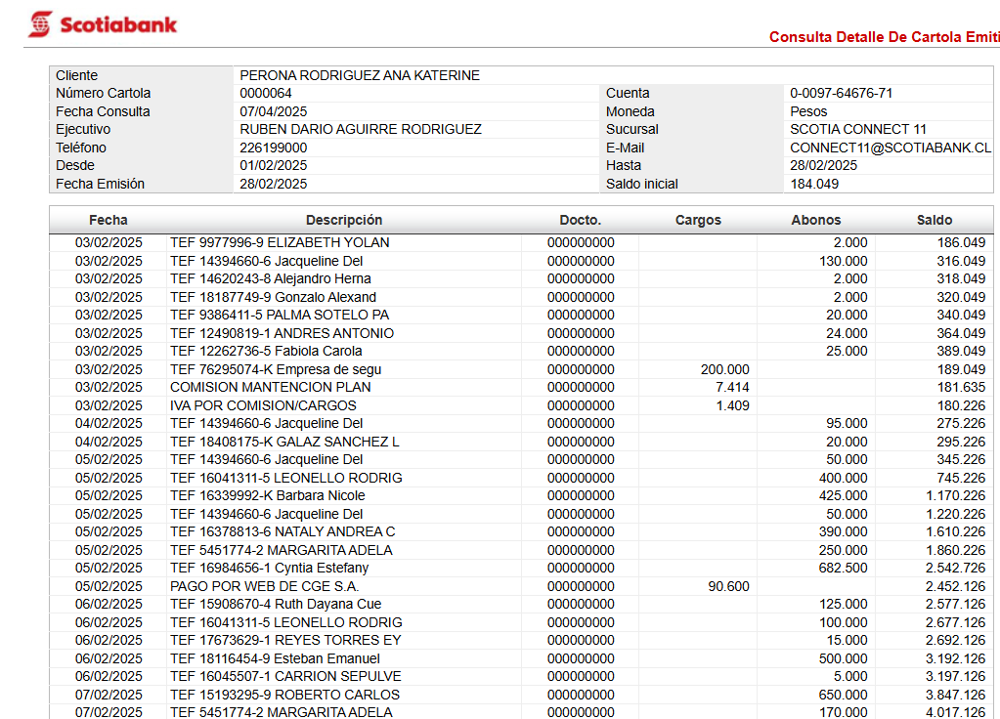 Scotiabank
Consulta Detalle De Cartola Emiti
Cliente PERONA RODRIGUEZ ANA KATERINE
Número Cartola 0000064 Cuenta 0-0097-64676-71
Fecha Consulta 07/04/2025 Moneda Pesos
Ejecutivo RUBEN DARIO AGUIRRE RODRIGUEZ Sucursal SCOTIA CONNECT 11
Teléfono 226199000 E-Mail CONNECT11@SCOTIABANK.CL
Desde 01/02/2025 Hasta 28/02/2025
Fecha Emisión 28/02/2025 Saldo inicial 184.049
Fecha Descripción Docto. Cargos Abonos Saldo
03/02/2025 TEF 9977996-9 ELIZABETH YOLAN 000000000 2.000 186.049
03/02/2025 TEF 14394660-6 Jacqueline Del 000000000 130.000 316.049
03/02/2025 TEF 14620243-8 Alejandro Herna 000000000 2.000 318.049
03/02/2025 TEF 18187749-9 Gonzalo Alexand 000000000 2.000 320.049
03/02/2025 TEF 9386411-5 PALMA SOTELO PA 000000000 20.000 340.049
03/02/2025 TEF 12490819-1 ANDRES ANTONIO 000000000 24.000 364.049
03/02/2025 TEF 12262736-5 Fabiola Carola 000000000 25.000 389.049
03/02/2025 TEF 76295074-K Empresa de segu 000000000 200.000 189.049
03/02/2025 COMISION MANTENCION PLAN 000000000 7.414 181.635
03/02/2025 IVA POR COMISION/CARGOS 000000000 1.409 180.226
04/02/2025 TEF 14394660-6 Jacqueline Del 000000000 95.000 275.226
04/02/2025 TEF 18408175-K GALAZ SANCHEZ L 000000000 20.000 295.226
05/02/2025 TEF 14394660-6 Jacqueline Del 000000000 50.000 345.226
05/02/2025 TEF 16041311-5 LEONELLO RODRIG 000000000 400.000 745.226
05/02/2025 TEF 16339992-K Barbara Nicole 000000000 425.000 1.170.226
05/02/2025 TEF 14394660-6 Jacqueline Del 000000000 50.000 1.220.226
05/02/2025 TEF 16378813-6 NATALY ANDREA C 000000000 390.000 1.610.226
05/02/2025 TEF 5451774-2 MARGARITA ADELA 000000000 250.000 1.860.226
05/02/2025 TEF 16984656-1 Cyntia Estefany 000000000 682.500 2.542.726
05/02/2025 PAGO POR WEB DE CGE S.A. 000000000 90.600 2.452.126
06/02/2025 TEF 15908670-4 Ruth Dayana Cue 000000000 125.000 2.577.126
06/02/2025 TEF 16041311-5 LEONELLO RODRIG 000000000 100.000 2.677.126
06/02/2025 TEF 17673629-1 REYES TORRES EY 000000000 15.000 2.692.126
06/02/2025 TEF 18116454-9 Esteban Emanuel 000000000 500.000 3.192.126
06/02/2025 TEF 16045507-1 CARRION SEPULVE 000000000 5.000 3.197.126
07/02/2025 TEF 15193295-9 ROBERTO CARLOS 000000000 650.000 3.847.126
07/02/2025 TEF 5451774-2 MARGARITA ADELA 000000000 170.000 4.017.126